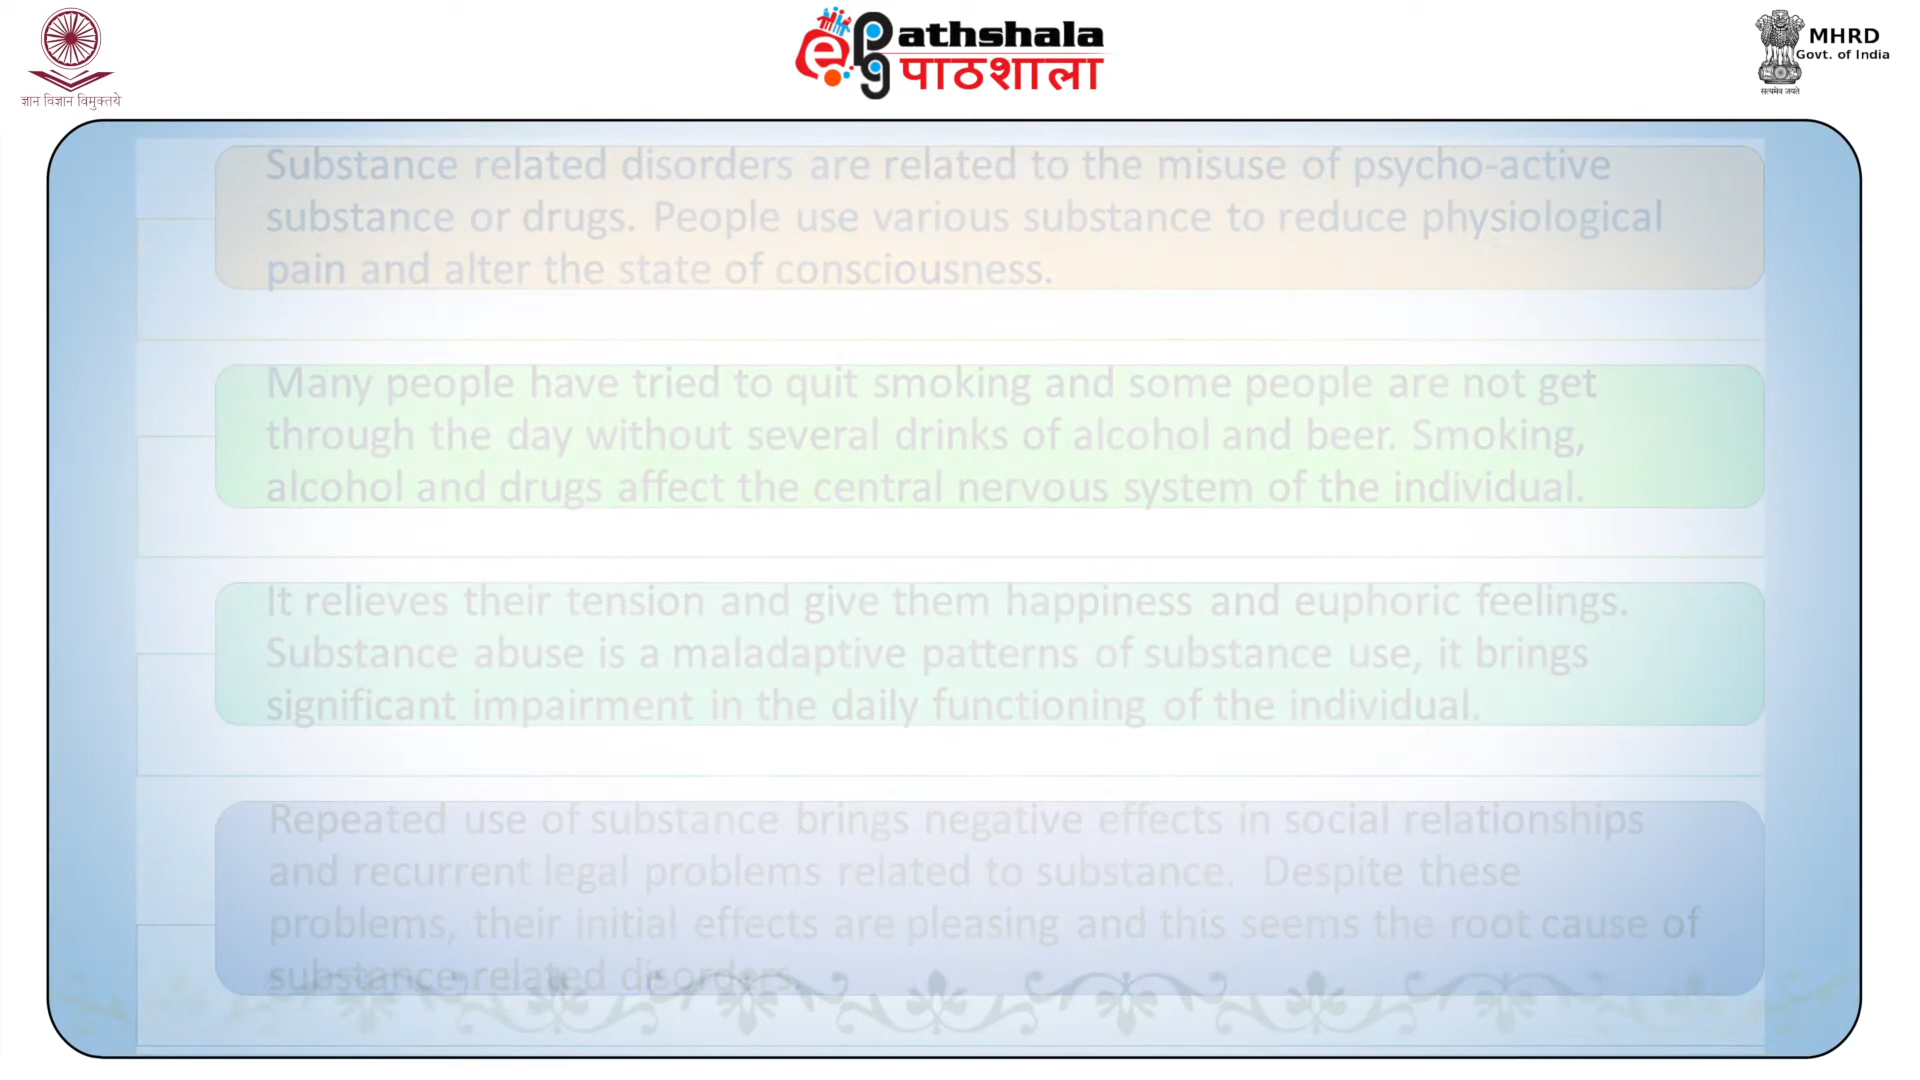 ज्ञान विज्ञान विमुक्तये
ePg Pathshala
पाठशाला
MHRD
Govt. of India
सत्यमेव जयते
Substance related disorders are related to the misuse of psycho-active
substance or drugs. People use various substance to reduce physiological
pain and alter the state of consciousness.
Many people have tried to quit smoking and some people are not get
through the day without several drinks of alcohol and beer. Smoking,
alcohol and drugs affect the central nervous system of the individual.
It relieves their tension and give them happiness and euphoric feelings.
Substance abuse is a maladaptive patterns of substance use, it brings
significant impairment in the daily functioning of the individual.
Repeated use of substance brings negative effects in social relationships
and recurrent legal problems related to substance. Despite these
problems, their initial effects are pleasing and this seems the root cause of
substance related disorders.